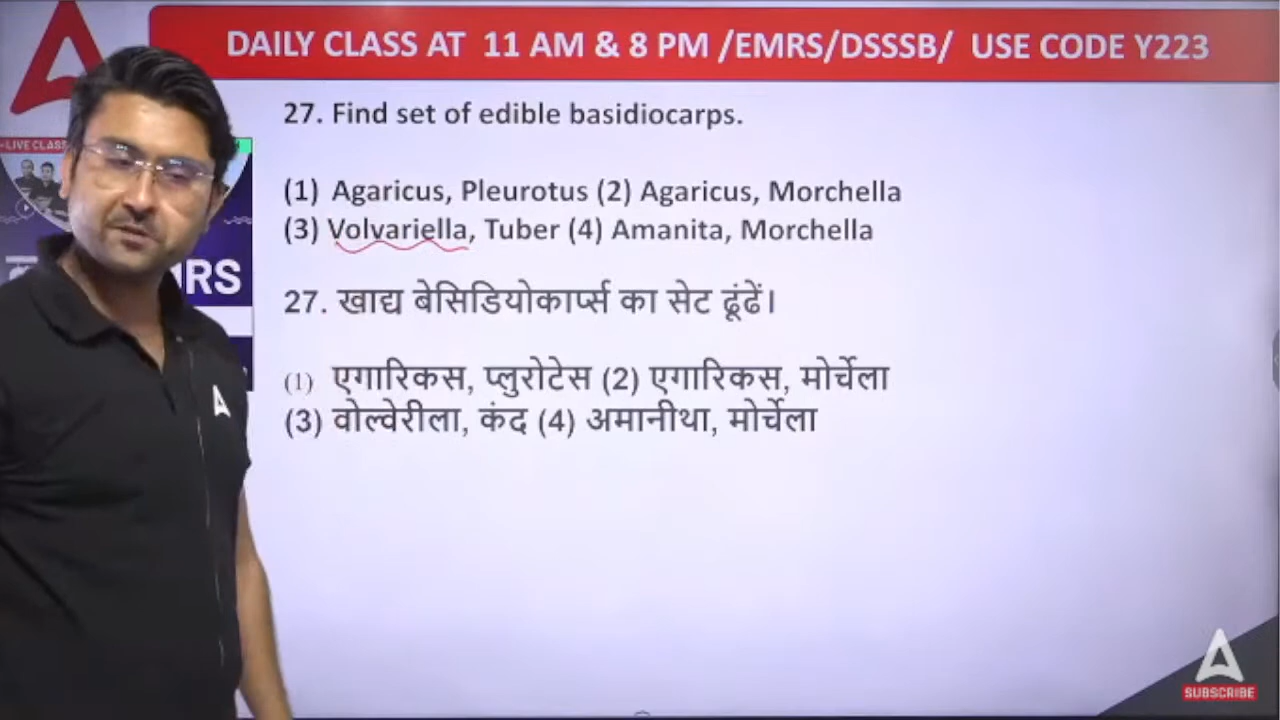 DAILY CLASS AT 11 AM & 8 PM /EMRS/DSSSB/ USE CODE Y223
LIVE CLASS
RS
27. Find set of edible basidiocarps.
(1) Agaricus, Pleurotus (2) Agaricus, Morchella
(3) Volvariella, Tuber (4) Amanita, Morchella
27. खाद्य बेसिडियोकार्प्स का सेट ढूंढें।
(1) एगारिकस, प्लुरोटेस (2) एगारिकस, मोर्चेला
(3) वोल्वेरीला, कंद (4) अमानीथा, मोर्चेला
SUBSCRIBE